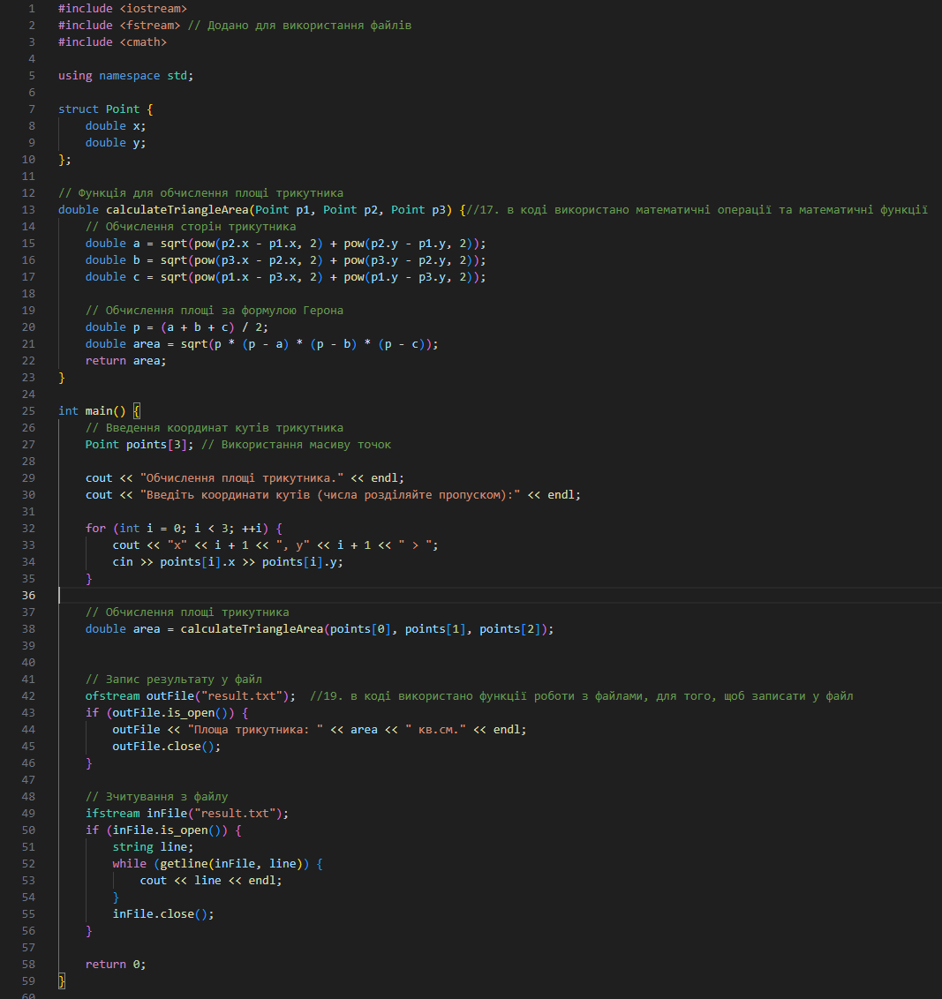 1 #include <iostream>
2 #include <fstream> // Додано для використання файлів
3 #include <cmath>
4
5 using namespace std;
6
7 struct Point {
8     double x;
9     double y;
10 };
11
12 // Функція для обчислення площі трикутника
13 double calculateTriangleArea(Point p1, Point p2, Point p3) {//17. в коді використано математичні операції та математичні функції
14     // Обчислення сторін трикутника
15     double a = sqrt(pow(p2.x - p1.x, 2) + pow(p2.y - p1.y, 2));
16     double b = sqrt(pow(p3.x - p2.x, 2) + pow(p3.y - p2.y, 2));
17     double c = sqrt(pow(p1.x - p3.x, 2) + pow(p1.y - p3.y, 2));
18
19     // Обчислення площі за формулою Герона
20     double p = (a + b + c) / 2;
21     double area = sqrt(p * (p - a) * (p - b) * (p - c));
22     return area;
23 }
24
25 int main() {
26     // Введення координат кутів трикутника
27     Point points[3]; // Використання масиву точок
28
29     cout << "Обчислення площі трикутника." << endl;
30     cout << "Введіть координати кутів (числа розділяйте пропуском):" << endl;
31
32     for (int i = 0; i < 3; ++i) {
33         cout << "x" << i + 1 << ", y" << i + 1 << " > ";
34         cin >> points[i].x >> points[i].y;
35     }
36
37     // Обчислення площі трикутника
38     double area = calculateTriangleArea(points[0], points[1], points[2]);
39
40
41     // Запис результату у файл
42     ofstream outFile("result.txt");  //19. в коді використано функції роботи з файлами, для того, щоб записати у файл
43     if (outFile.is_open()) {
44         outFile << "Площа трикутника: " << area << " кв.см." << endl;
45         outFile.close();
46     }
47
48     // Зчитування з файлу
49     ifstream inFile("result.txt");
50     if (inFile.is_open()) {
51         string line;
52         while (getline(inFile, line)) {
53             cout << line << endl;
54         }
55         inFile.close();
56     }
57
58     return 0;
59 }
60